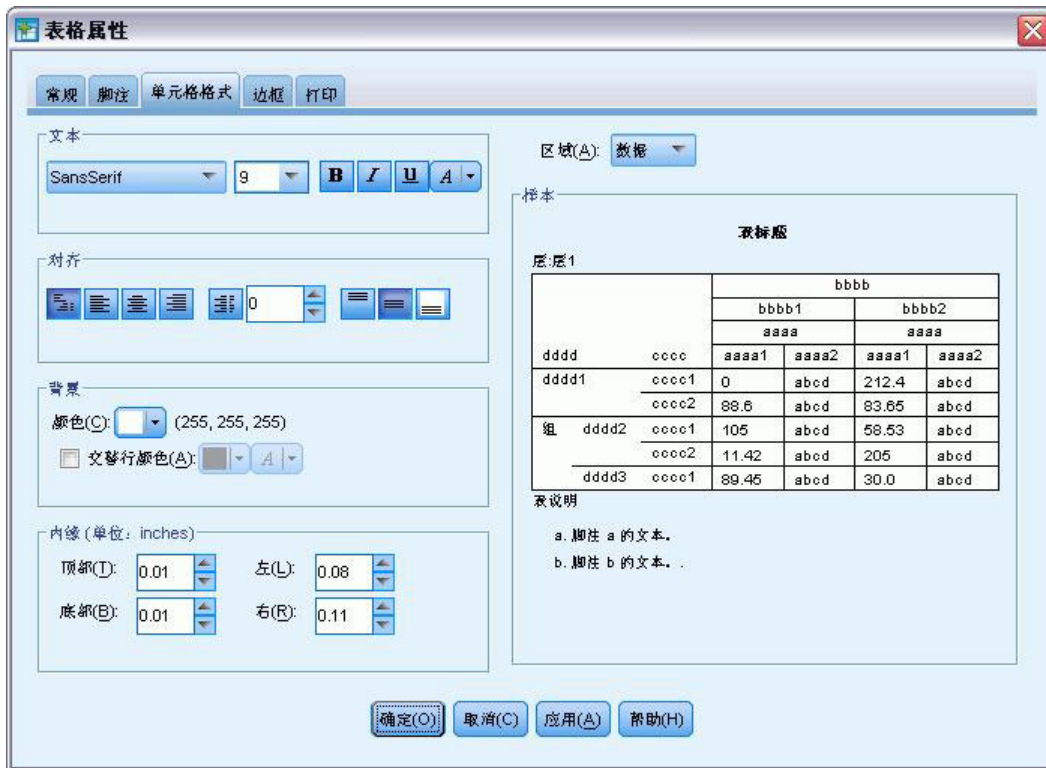 表格属性
常规 脚注 单元格格式 边框 打印
文本
SansSerif 9 B I U A
对齐
0
背景
颜色(C): (255, 255, 255)
交替行颜色(A): A
内缘 (单位：inches)
顶部(T): 0.01 左(L): 0.08
底部(B): 0.01 右(R): 0.11
区域(A): 数据
样本
表标题
层:层1
bbbb
bbbb1 bbbb2
aaaa aaaa
dddd cccc aaaa1 aaaa2 aaaa1 aaaa2
dddd1 cccc1 0 abcd 212.4 abcd
cccc2 88.6 abcd 83.65 abcd
组 dddd2 cccc1 105 abcd 58.53 abcd
cccc2 11.42 abcd 205 abcd
dddd3 cccc1 89.45 abcd 30.0 abcd
表说明
a. 脚注 a 的文本。
b. 脚注 b 的文本。.
确定(O) 取消(C) 应用(A) 帮助(H)